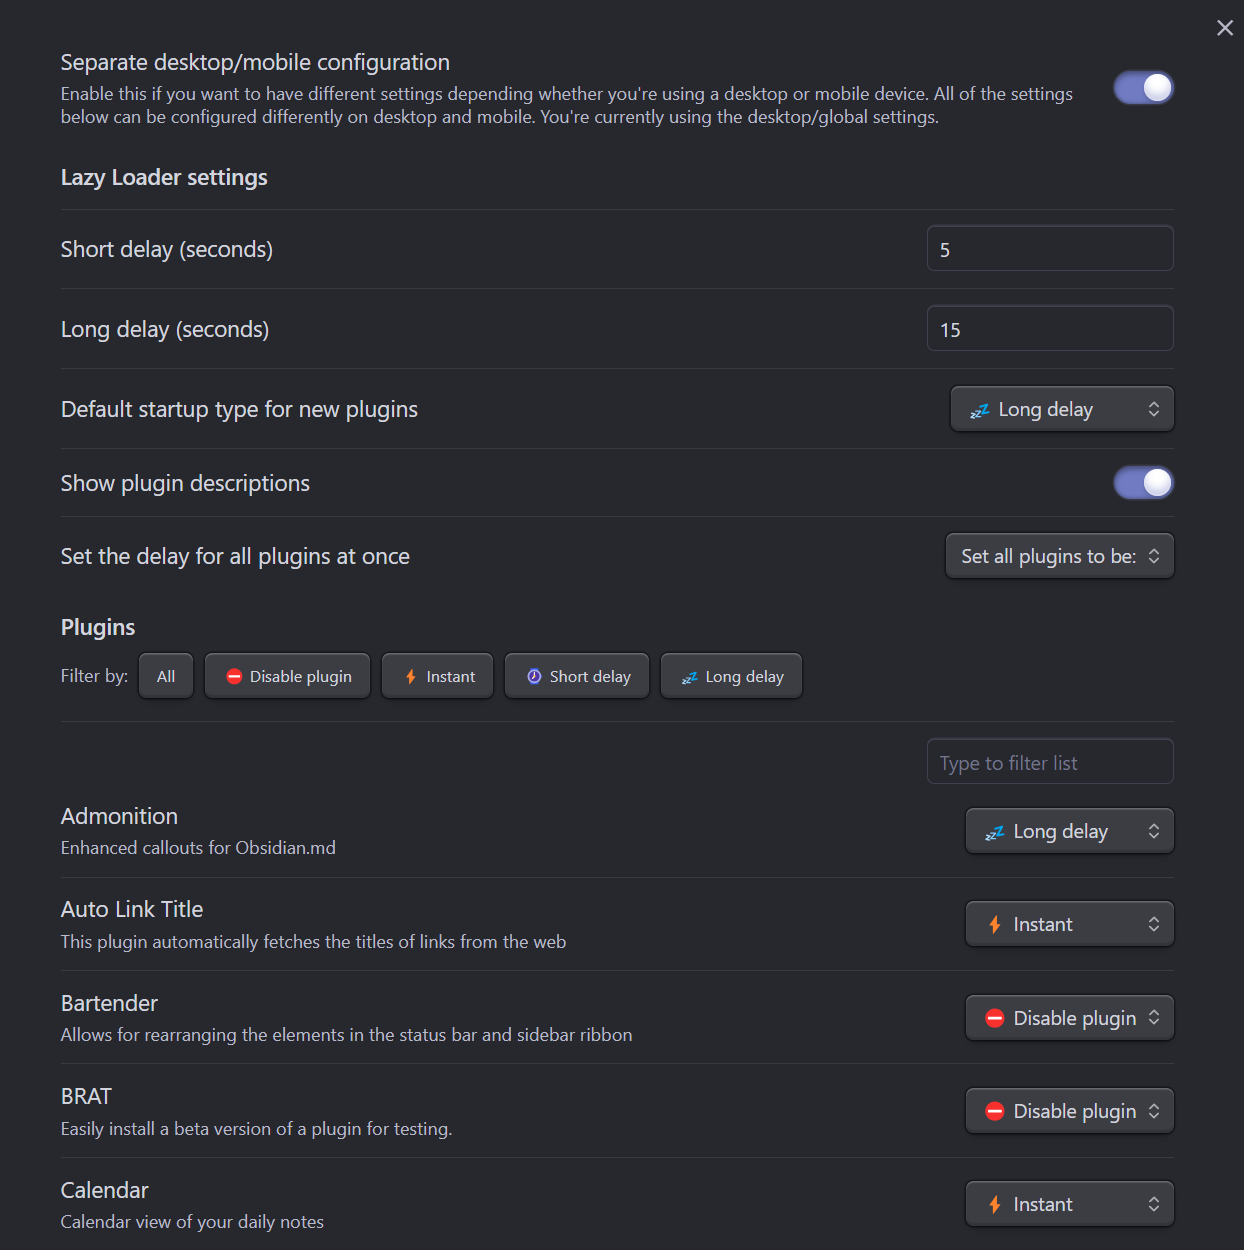 Separate desktop/mobile configuration
Enable this if you want to have different settings depending whether you're using a desktop or mobile device. All of the settings
below can be configured differently on desktop and mobile. You're currently using the desktop/global settings.
Lazy Loader settings
Short delay (seconds)
5
Long delay (seconds)
15
Default startup type for new plugins
💤 Long delay
Show plugin descriptions
Set the delay for all plugins at once
Set all plugins to be:
Plugins
Filter by: All ⛔ Disable plugin ⚡ Instant 🕗 Short delay 💤 Long delay
Type to filter list
Admonition
Enhanced callouts for Obsidian.md
💤 Long delay
Auto Link Title
This plugin automatically fetches the titles of links from the web
⚡ Instant
Bartender
Allows for rearranging the elements in the status bar and sidebar ribbon
⛔ Disable plugin
BRAT
Easily install a beta version of a plugin for testing.
⛔ Disable plugin
Calendar
Calendar view of your daily notes
⚡ Instant